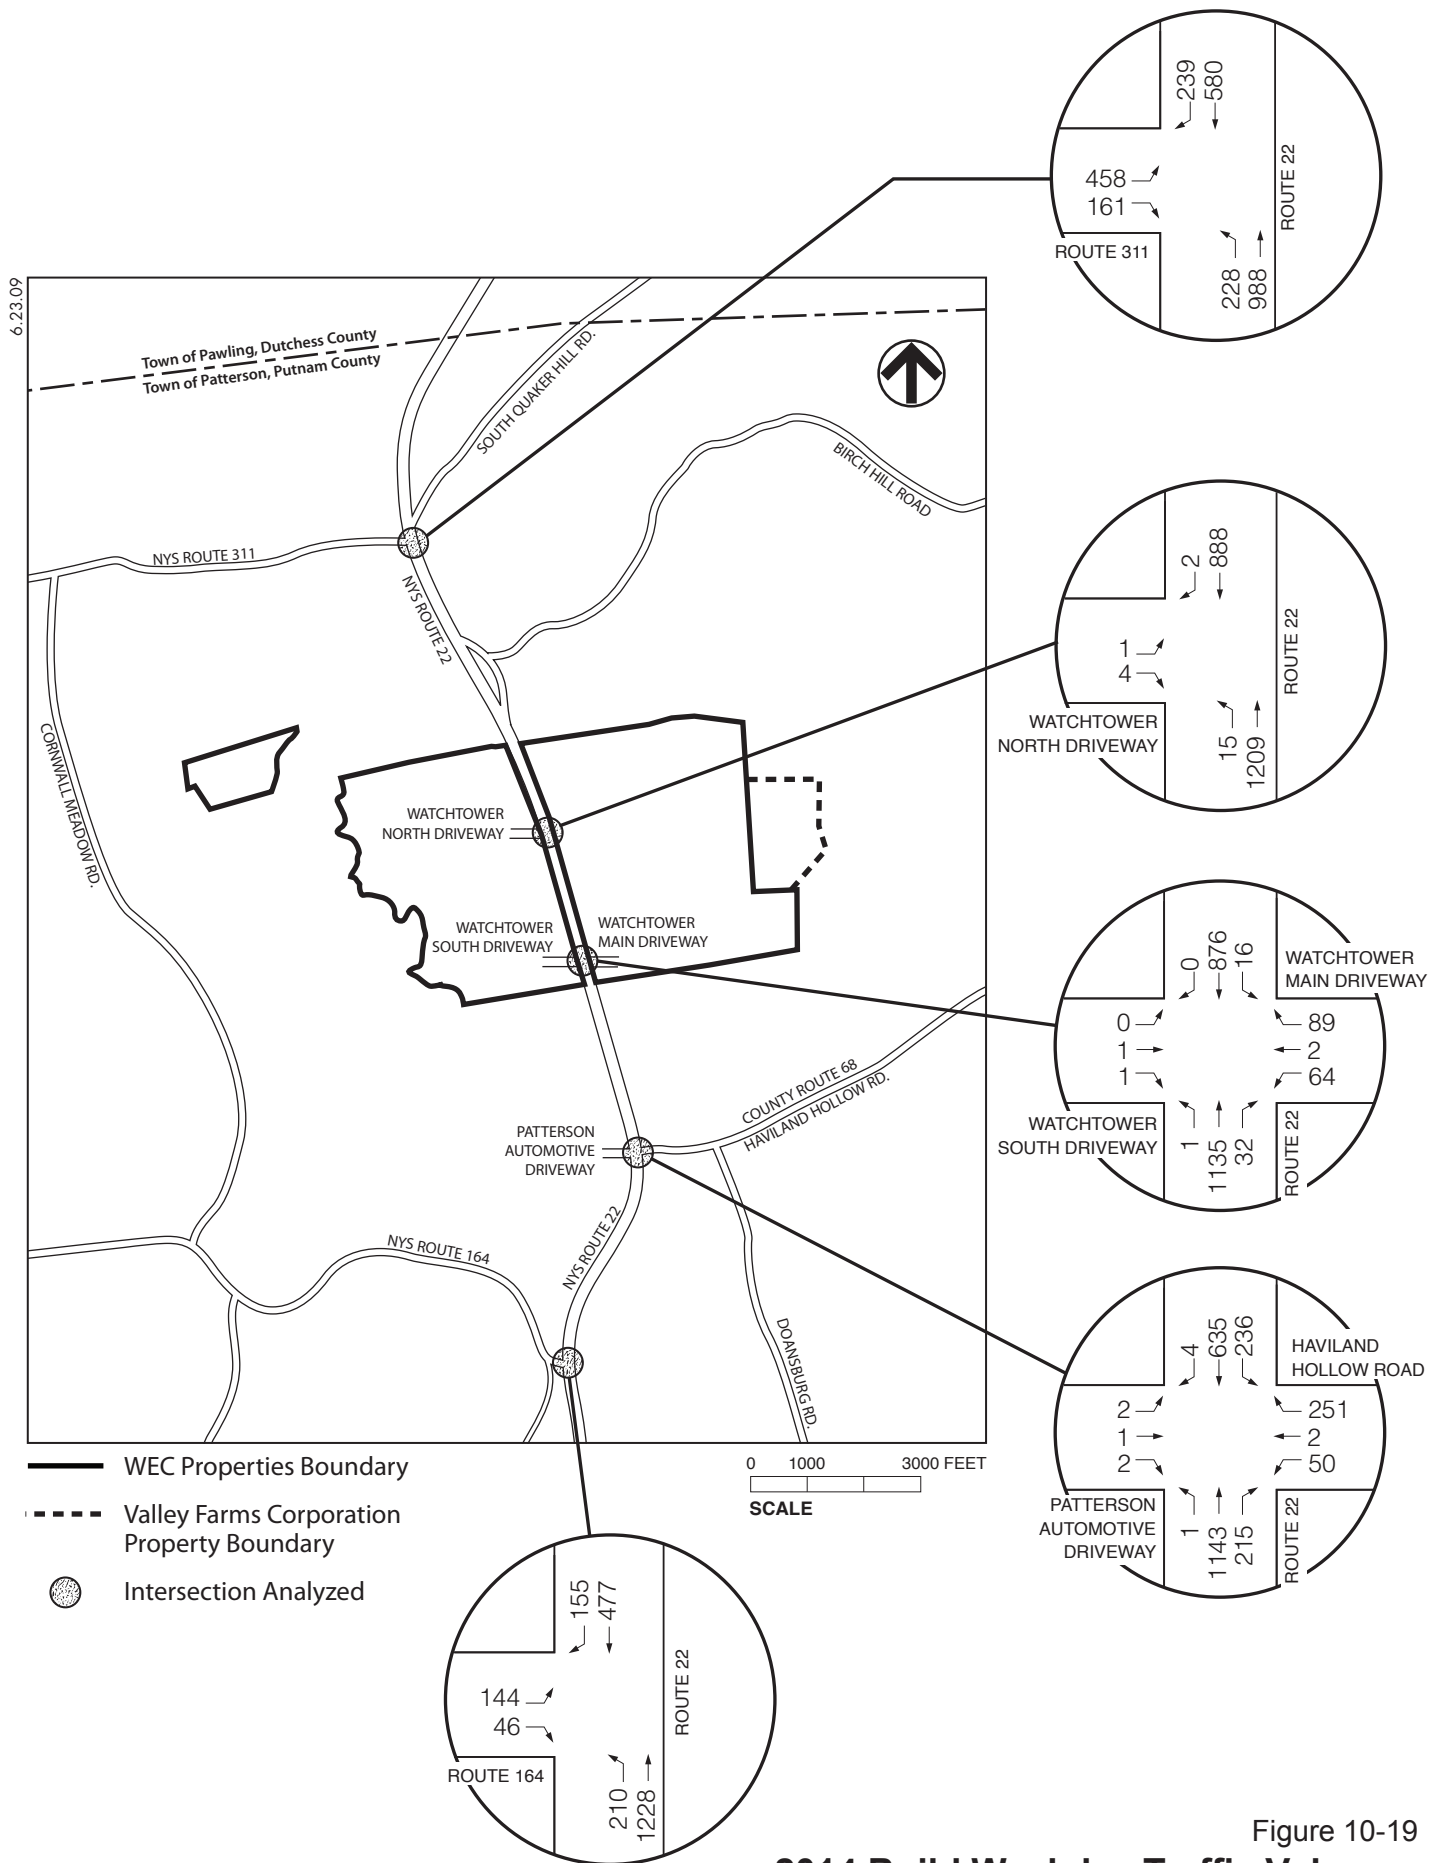 239
580
458
161
ROUTE 311
228
988
ROUTE 22
6.23.09
Town of Pawling, Dutchess County
Town of Patterson, Putnam County
SOUTH QUAKER HILL RD.
BIRCH HILL ROAD
NYS ROUTE 311
NYS ROUTE 22
CORNWALL MEADOW RD.
WATCHTOWER
NORTH DRIVEWAY
WATCHTOWER
SOUTH DRIVEWAY
WATCHTOWER
MAIN DRIVEWAY
COUNTY ROUTE 68
HAVILAND HOLLOW RD.
PATTERSON
AUTOMOTIVE
DRIVEWAY
NYS ROUTE 22
NYS ROUTE 164
DOANSBURG RD.
2
888
1
4
WATCHTOWER
NORTH DRIVEWAY
15
1209
ROUTE 22
0
876
16
WATCHTOWER
MAIN DRIVEWAY
0
1
1
89
2
64
WATCHTOWER
SOUTH DRIVEWAY
1
1135
32
ROUTE 22
4
635
236
HAVILAND
HOLLOW ROAD
2
1
2
251
2
50
PATTERSON
AUTOMOTIVE
DRIVEWAY
1
1143
215
ROUTE 22
WEC Properties Boundary
Valley Farms Corporation
Property Boundary
Intersection Analyzed
0 1000 3000 FEET
SCALE
155
477
144
46
ROUTE 164
210
1228
ROUTE 22
Figure 10-19